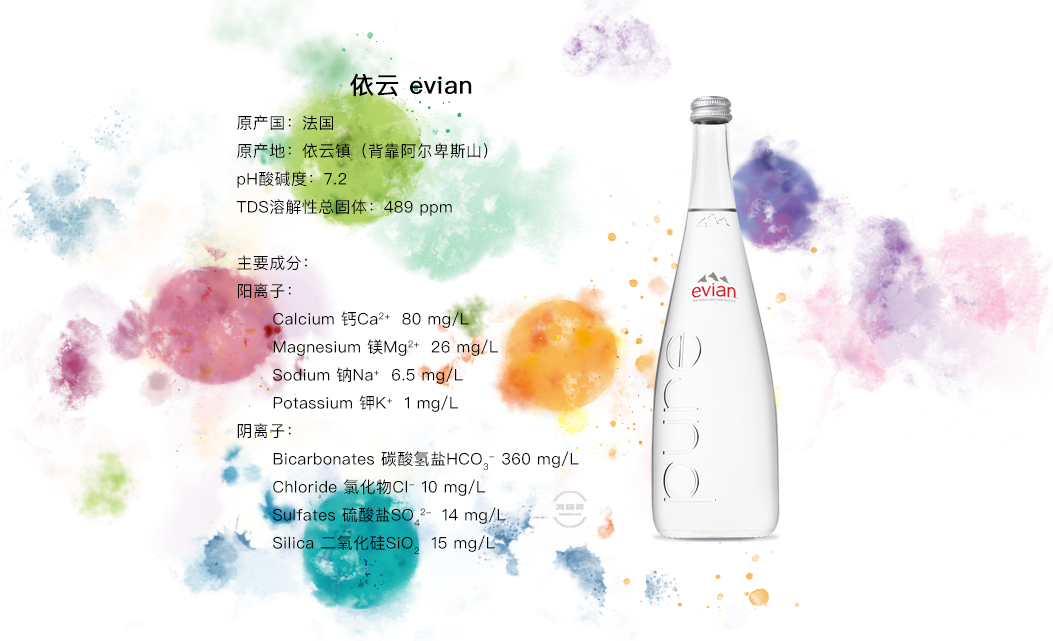 依云 evian
原产国：法国
原产地：依云镇（背靠阿尔卑斯山）
pH酸碱度：7.2
TDS溶解性总固体：489 ppm
主要成分：
阳离子：
Calcium 钙Ca²⁺ 80 mg/L
Magnesium 镁Mg²⁺ 26 mg/L
Sodium 钠Na⁺ 6.5 mg/L
Potassium 钾K⁺ 1 mg/L
阴离子：
Bicarbonates 碳酸氢盐HCO₃⁻ 360 mg/L
Chloride 氯化物Cl⁻ 10 mg/L
Sulfates 硫酸盐SO₄²⁻ 14 mg/L
Silica 二氧化硅SiO₂ 15 mg/L
evian
pure